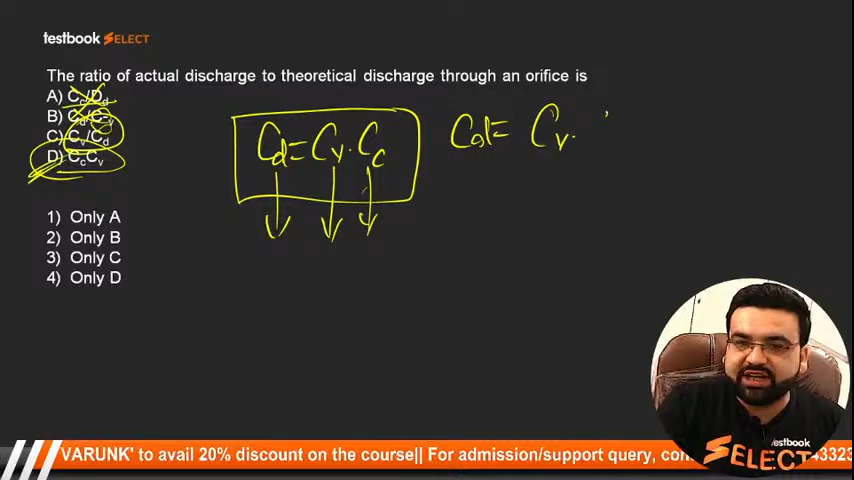 testbook SELECT
The ratio of actual discharge to theoretical discharge through an orifice is
A) Cc/Dd
B) Cd/Cv
C) Cv/Cd
D) CcCv
Cd = Cv . Cc
Cd = Cv .
1) Only A
2) Only B
3) Only C
4) Only D
testbook
SELECT
VARUNK' to avail 20% discount on the course|| For admission/support query, con 43323